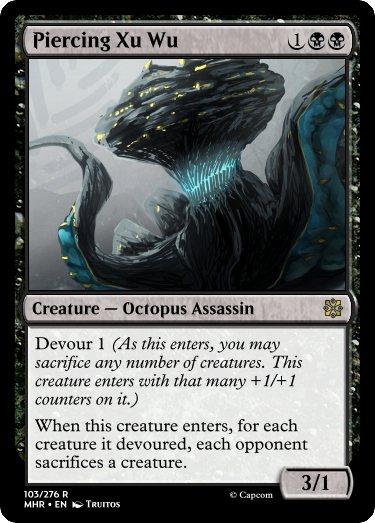 Piercing Xu Wu 1
Creature — Octopus Assassin
Devour 1 (As this enters, you may
sacrifice any number of creatures. This
creature enters with that many +1/+1
counters on it.)
When this creature enters, for each
creature it devoured, each opponent
sacrifices a creature.
3/1
103/276 R
MHR • EN Truitos
© Capcom